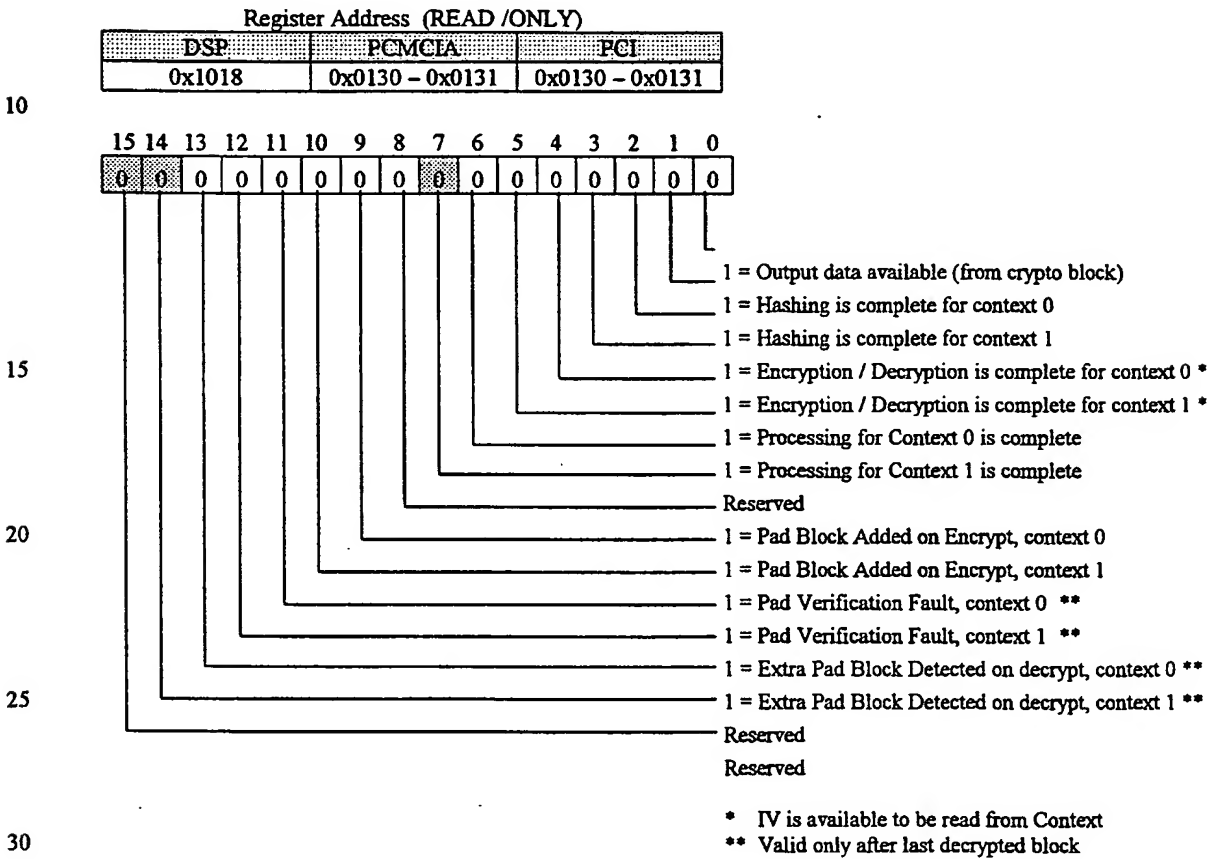 Register Address (READ /ONLY)
DSP PCMCIA PCI
0x1018 0x0130 – 0x0131 0x0130 – 0x0131
10
15 14 13 12 11 10 9 8 7 6 5 4 3 2 1 0
0 0 0 0 0 0 0 0 0 0 0 0 0 0 0 0
1 = Output data available (from crypto block)
1 = Hashing is complete for context 0
1 = Hashing is complete for context 1
15
1 = Encryption / Decryption is complete for context 0 *
1 = Encryption / Decryption is complete for context 1 *
1 = Processing for Context 0 is complete
1 = Processing for Context 1 is complete
Reserved
20
1 = Pad Block Added on Encrypt, context 0
1 = Pad Block Added on Encrypt, context 1
1 = Pad Verification Fault, context 0 **
1 = Pad Verification Fault, context 1 **
1 = Extra Pad Block Detected on decrypt, context 0 **
25
1 = Extra Pad Block Detected on decrypt, context 1 **
Reserved
Reserved
* IV is available to be read from Context
30
** Valid only after last decrypted block